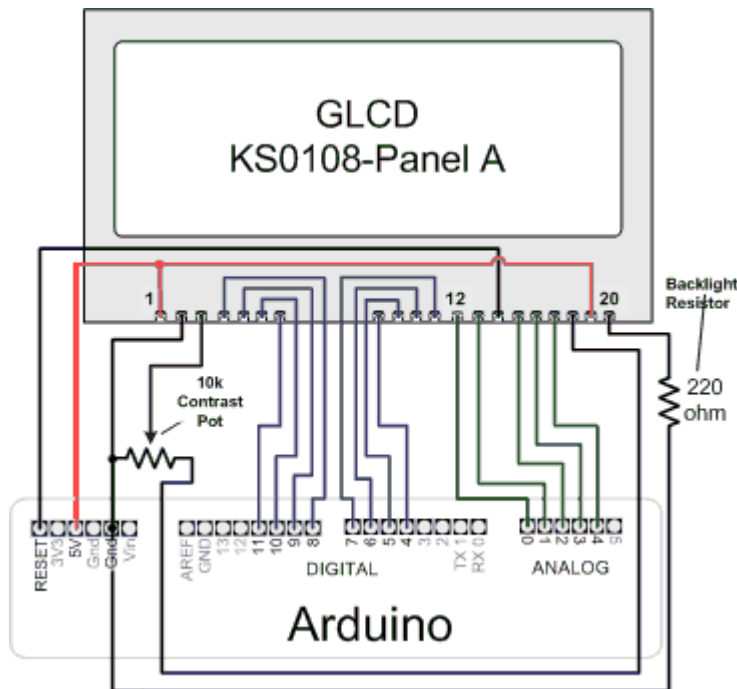 GLCD
KS0108-Panel A
1
12
20
Backlight
Resistor
10k
Contrast
Pot
220
ohm
RESET
3V3
5V
Gnd
Gnd
Vin
AREF
GND
13
12
11
10
9
8
7
6
5
4
3
2
TX 1
RX 0
0
1
2
3
4
5
DIGITAL
ANALOG
Arduino